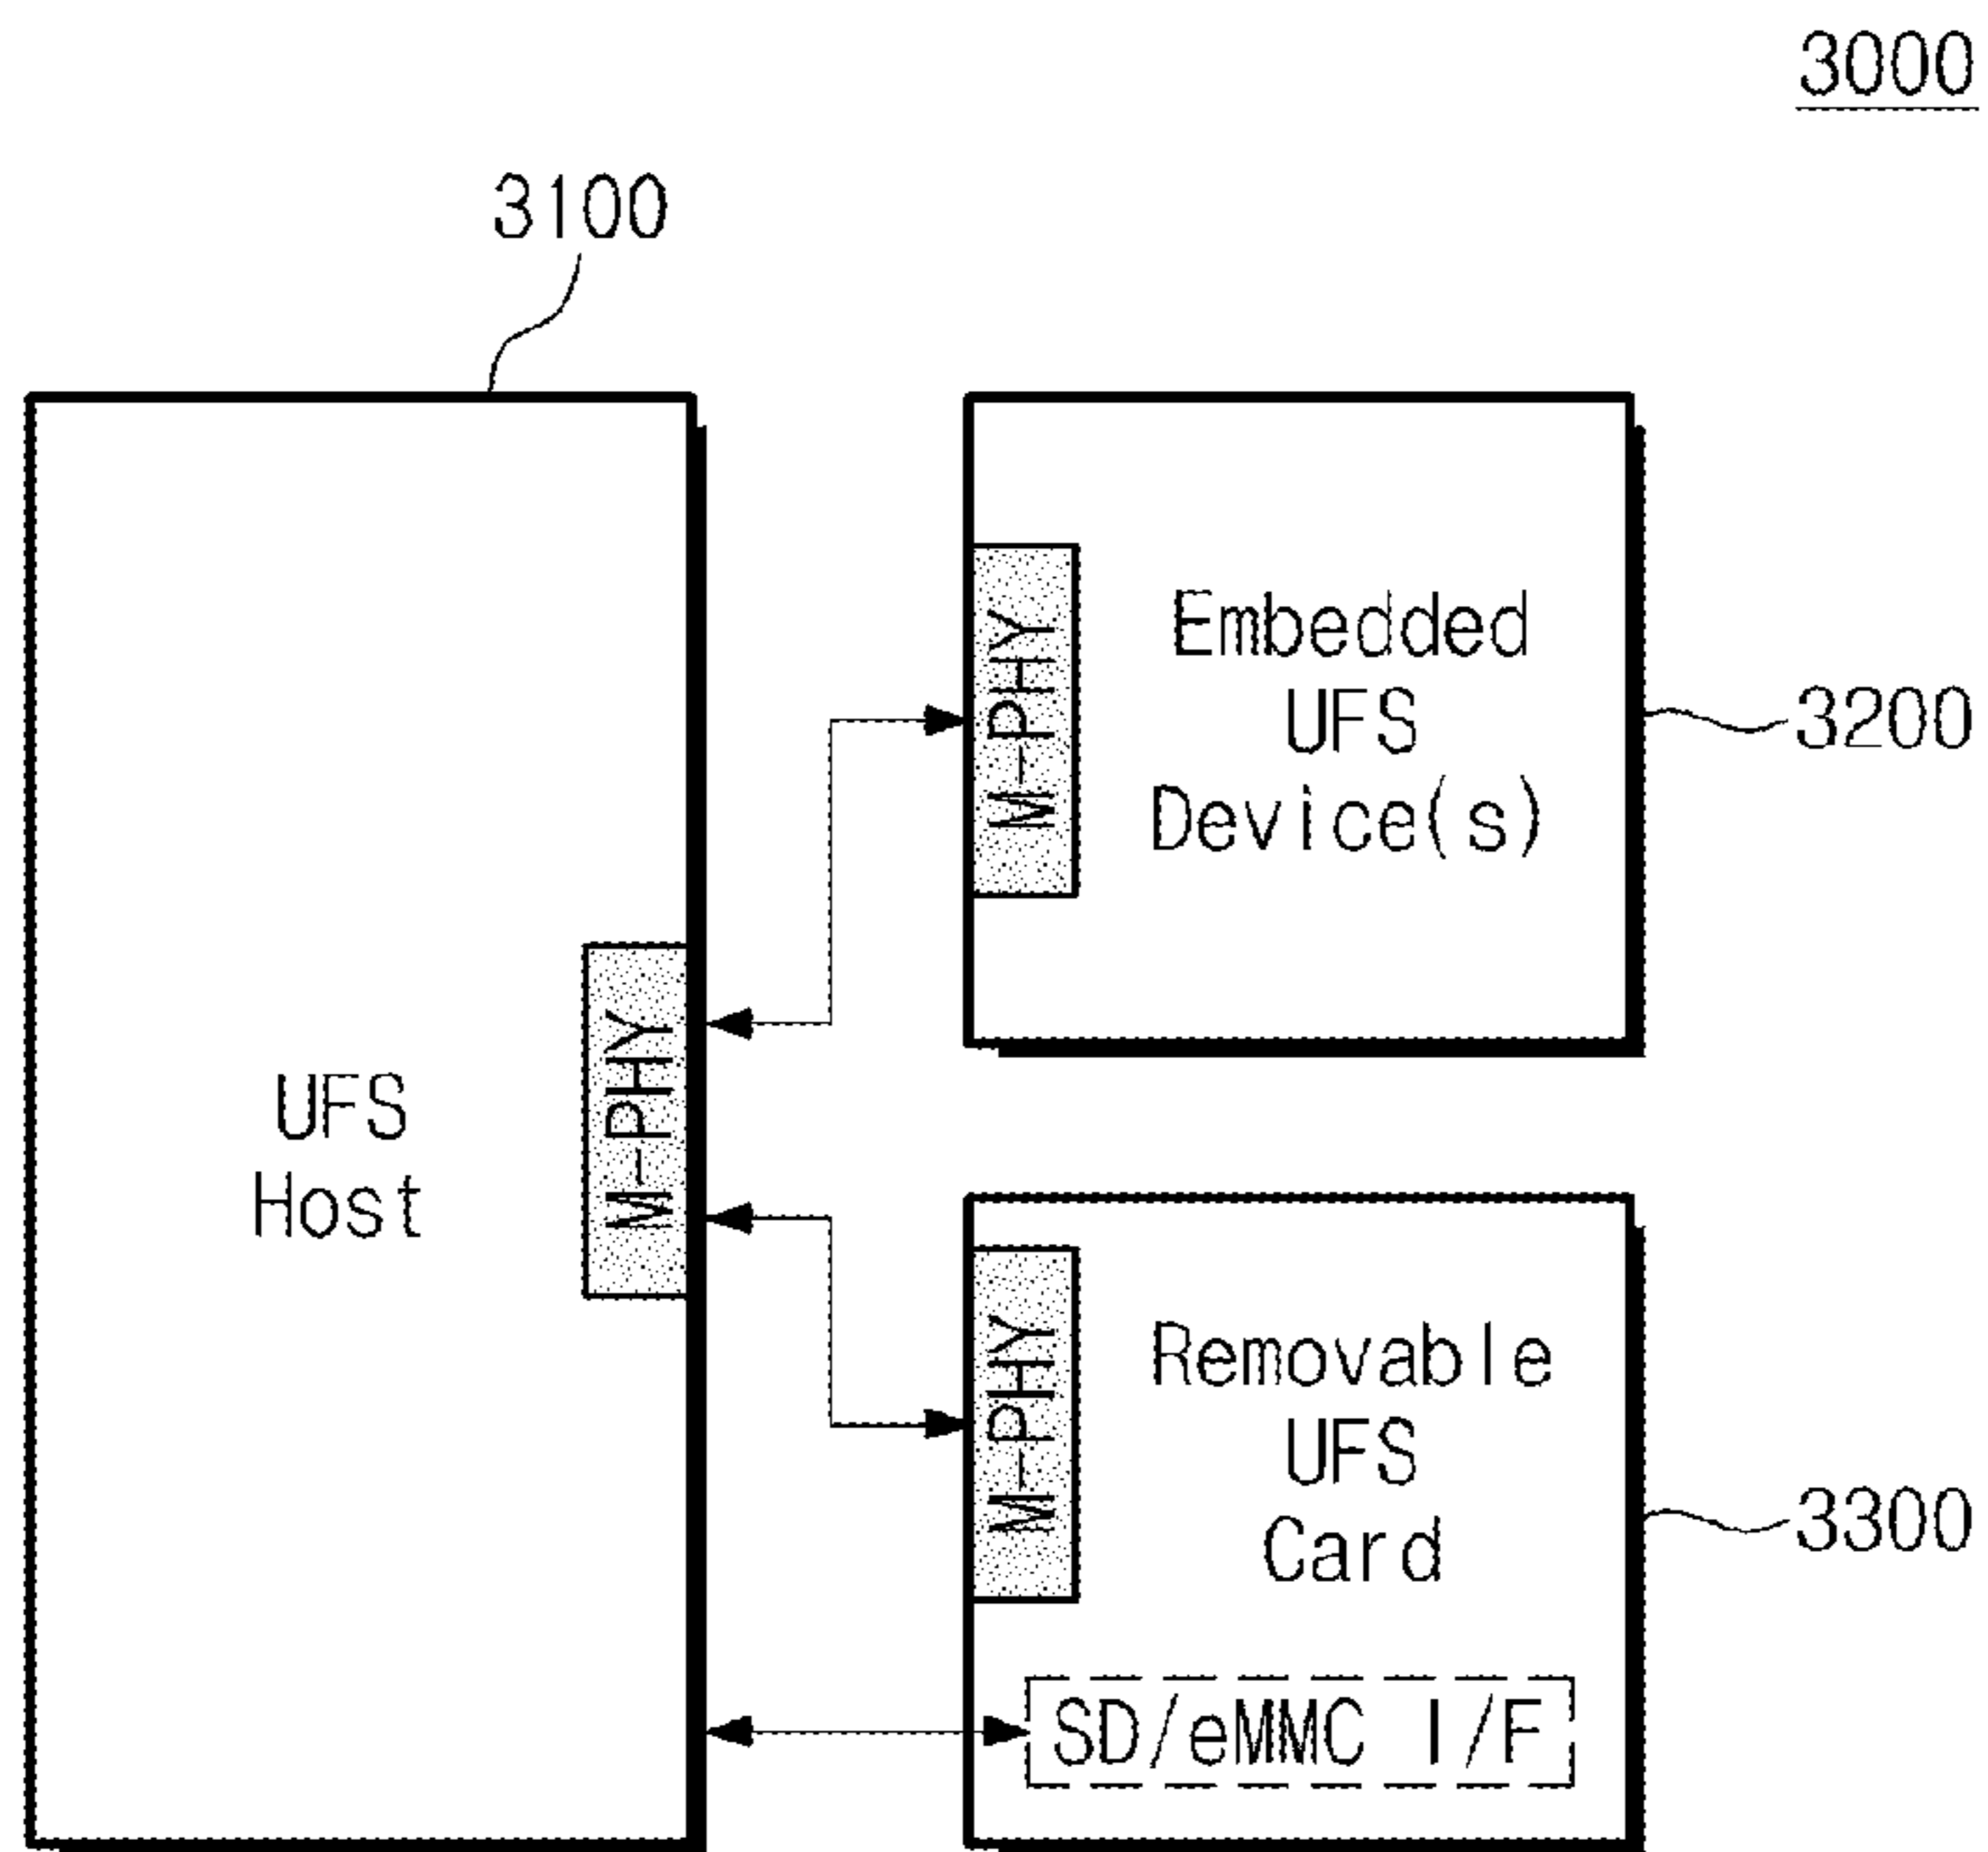 3000
3100
UFS
Host
M-PHY
M-PHY
Embedded
UFS
Device(s)
3200
M-PHY
Removable
UFS
Card
3300
SD/eMMC I/F